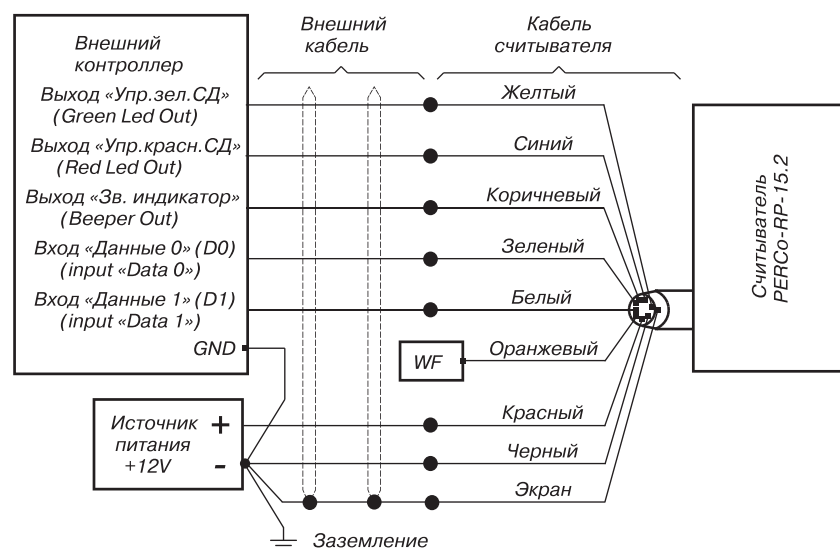 Внешний
контроллер
Выход «Упр.зел.СД»
(Green Led Out)
Выход «Упр.красн.СД»
(Red Led Out)
Выход «Зв. индикатор»
(Beeper Out)
Вход «Данные 0» (D0)
(input «Data 0»)
Вход «Данные 1» (D1)
(input «Data 1»)
GND
Источник
питания
+12V
+
-
Внешний
кабель
Кабель
считывателя
Желтый
Синий
Коричневый
Зеленый
Белый
WF
Оранжевый
Красный
Черный
Экран
Заземление
Считыватель
PERCo-RP-15.2